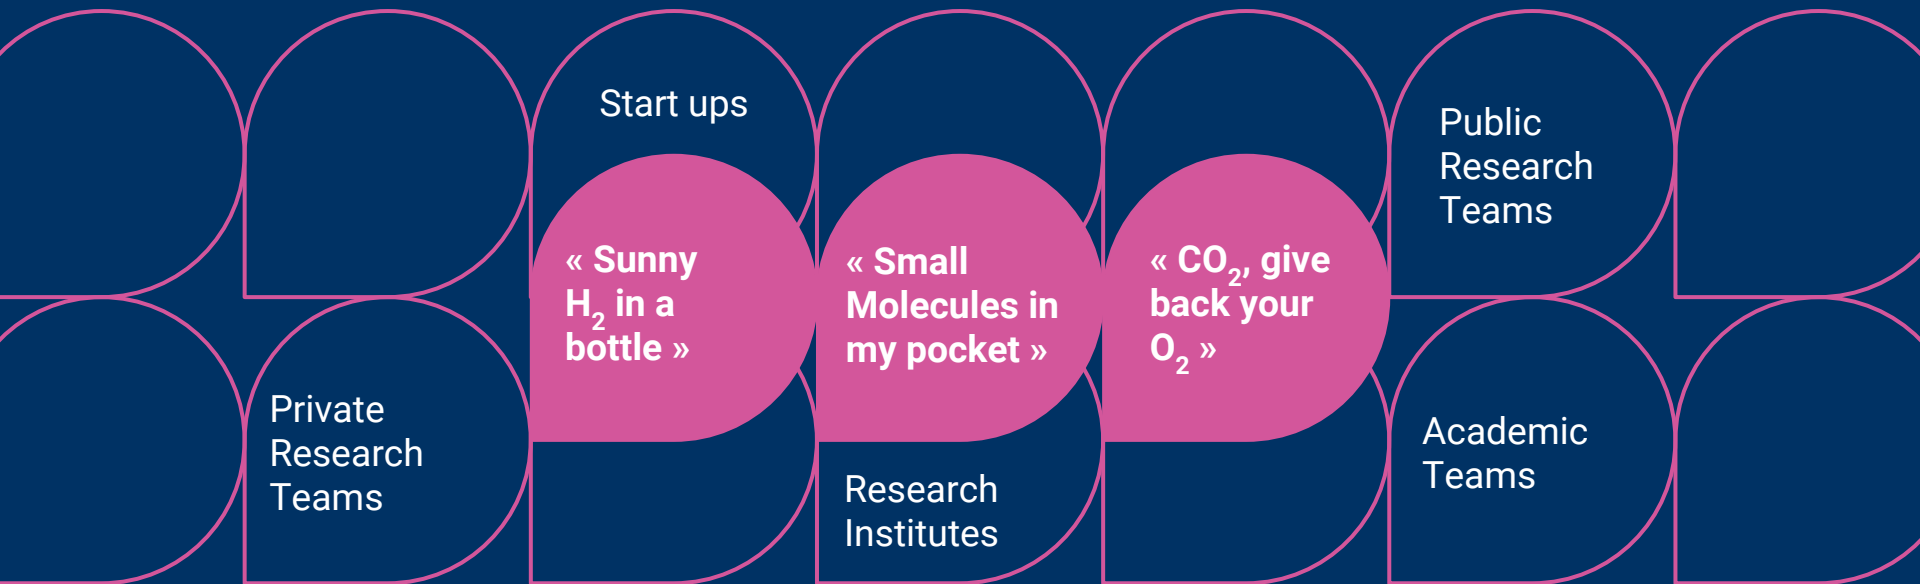 Start ups
Public
Research
Teams
« Sunny
H₂ in a
bottle »
« Small
Molecules in
my pocket »
« CO₂, give
back your
O₂ »
Private
Research
Teams
Research
Institutes
Academic
Teams